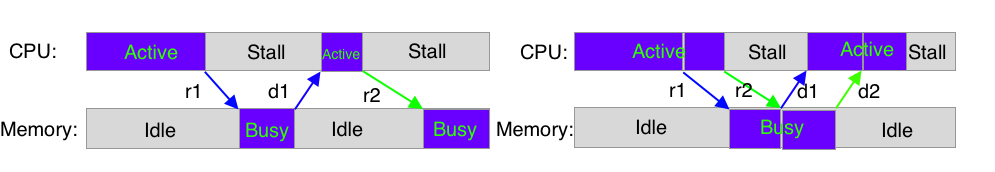 CPU: Active Stall Active Stall
r1 d1 r2
Memory: Idle Busy Idle Busy
CPU: Active Stall Active Stall
r1 r2 d1 d2
Memory: Idle Busy Idle